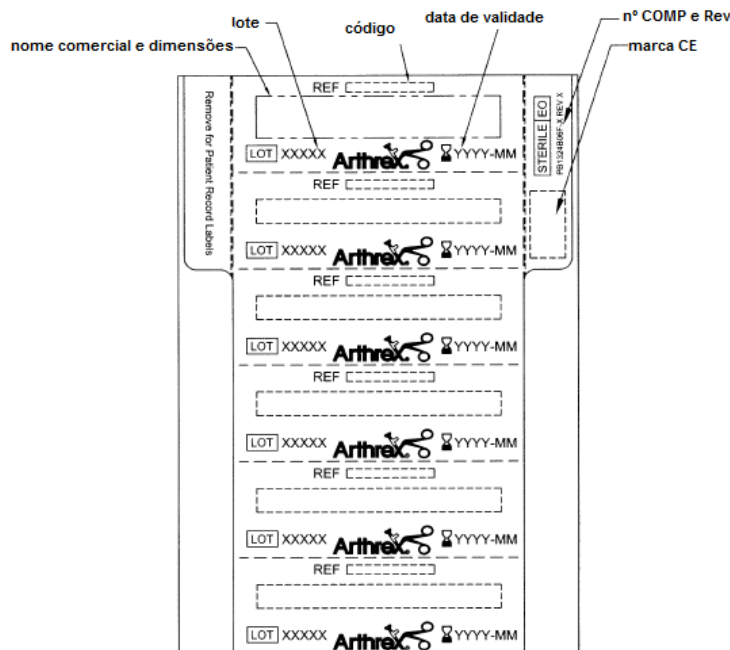 lote
código
data de validade
nº COMP e Rev
nome comercial e dimensões
marca CE
Remove for Patient Record Labels
REF
LOT XXXXX Arthrex YYYY-MM
STERILE EO
PB1324B06F-X REV X
REF
LOT XXXXX Arthrex YYYY-MM
REF
LOT XXXXX Arthrex YYYY-MM
REF
LOT XXXXX Arthrex YYYY-MM
REF
LOT XXXXX Arthrex YYYY-MM
REF
LOT XXXXX Arthrex YYYY-MM